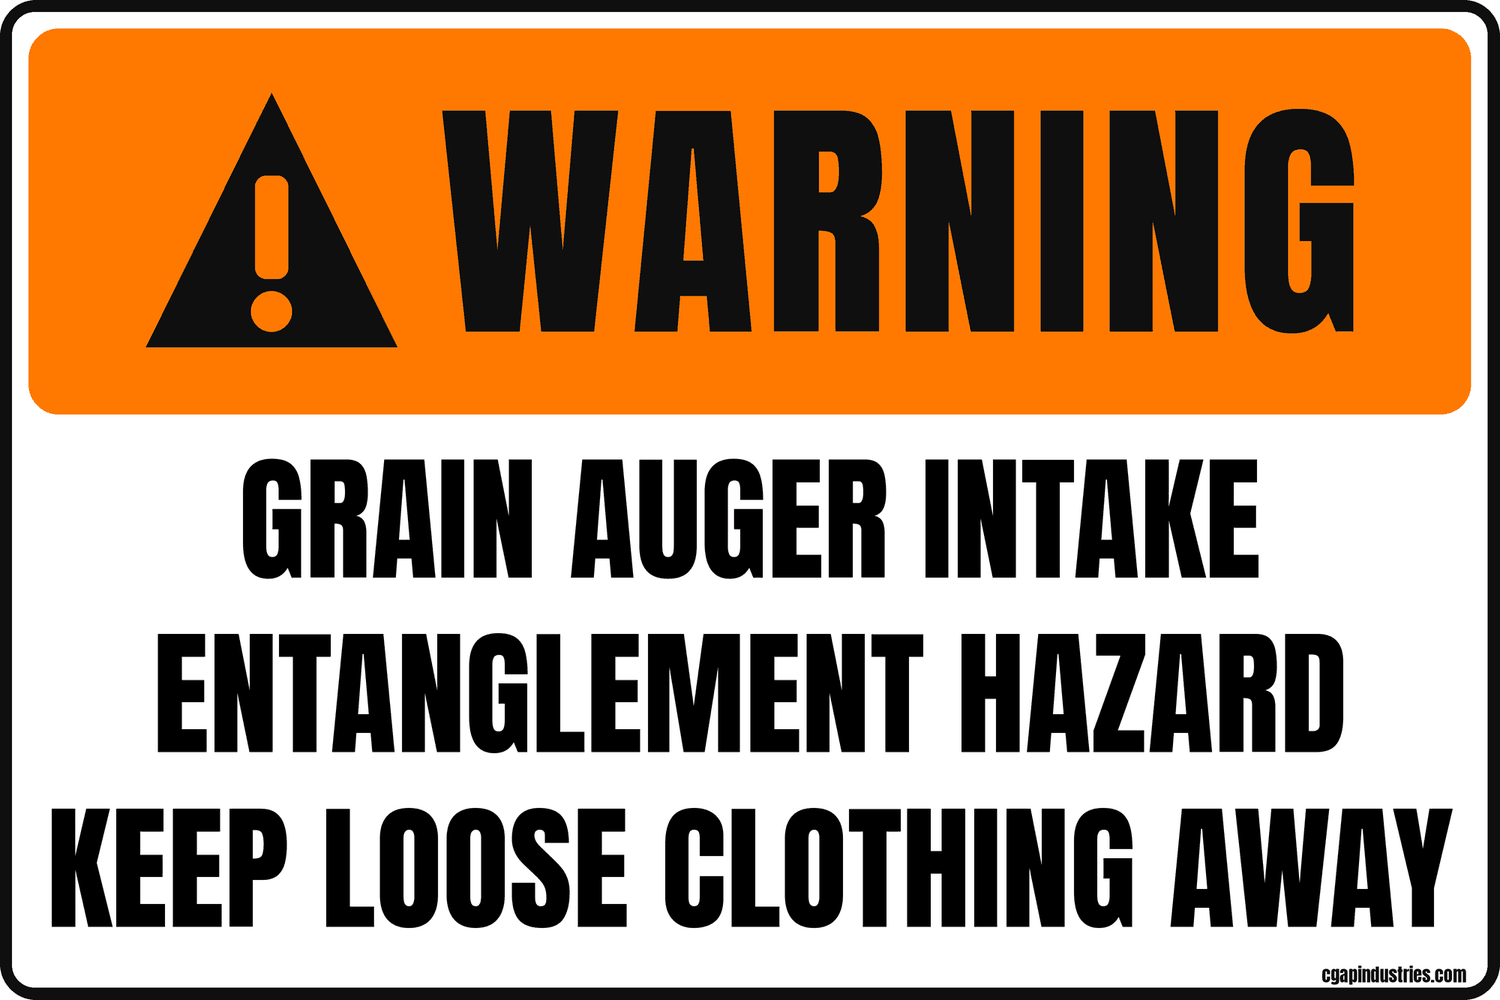 WARNING
GRAIN AUGER INTAKE
ENTANGLEMENT HAZARD
KEEP LOOSE CLOTHING AWAY
cgapindustries.com